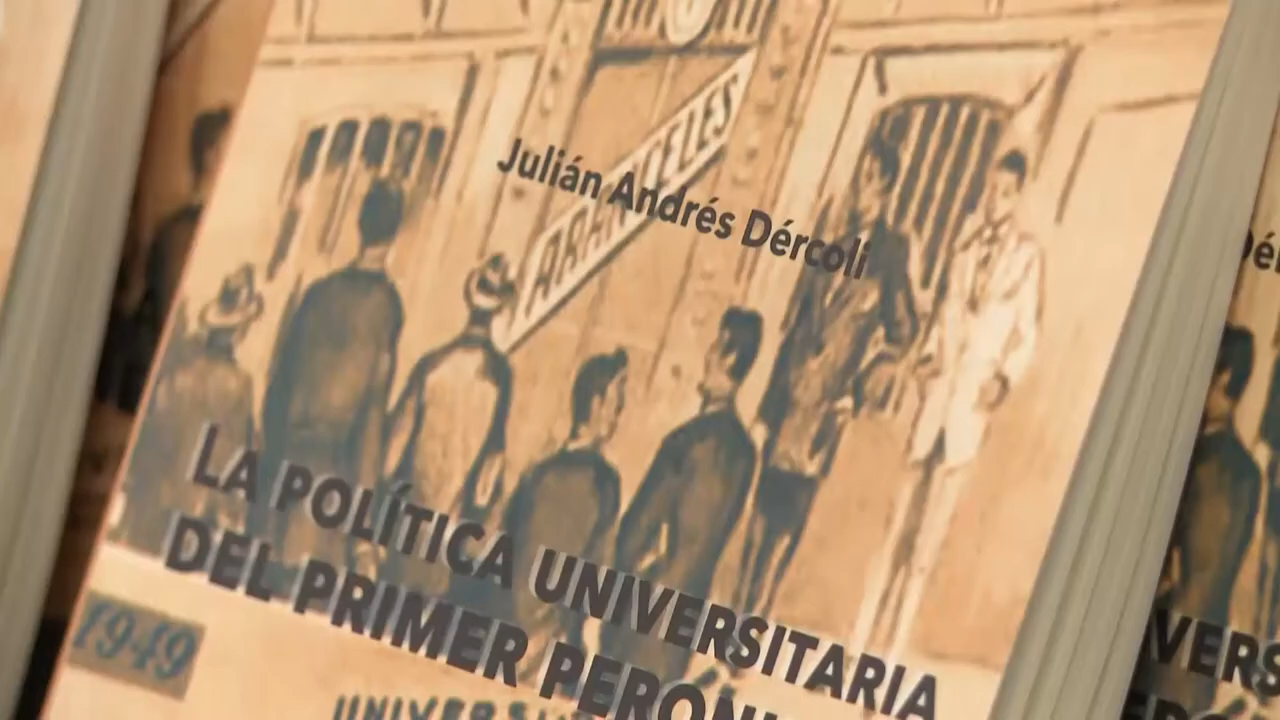 Julián Andrés Dércoli
ARANCELES
LA POLÍTICA UNIVERSITARIA
DEL PRIMER
1949